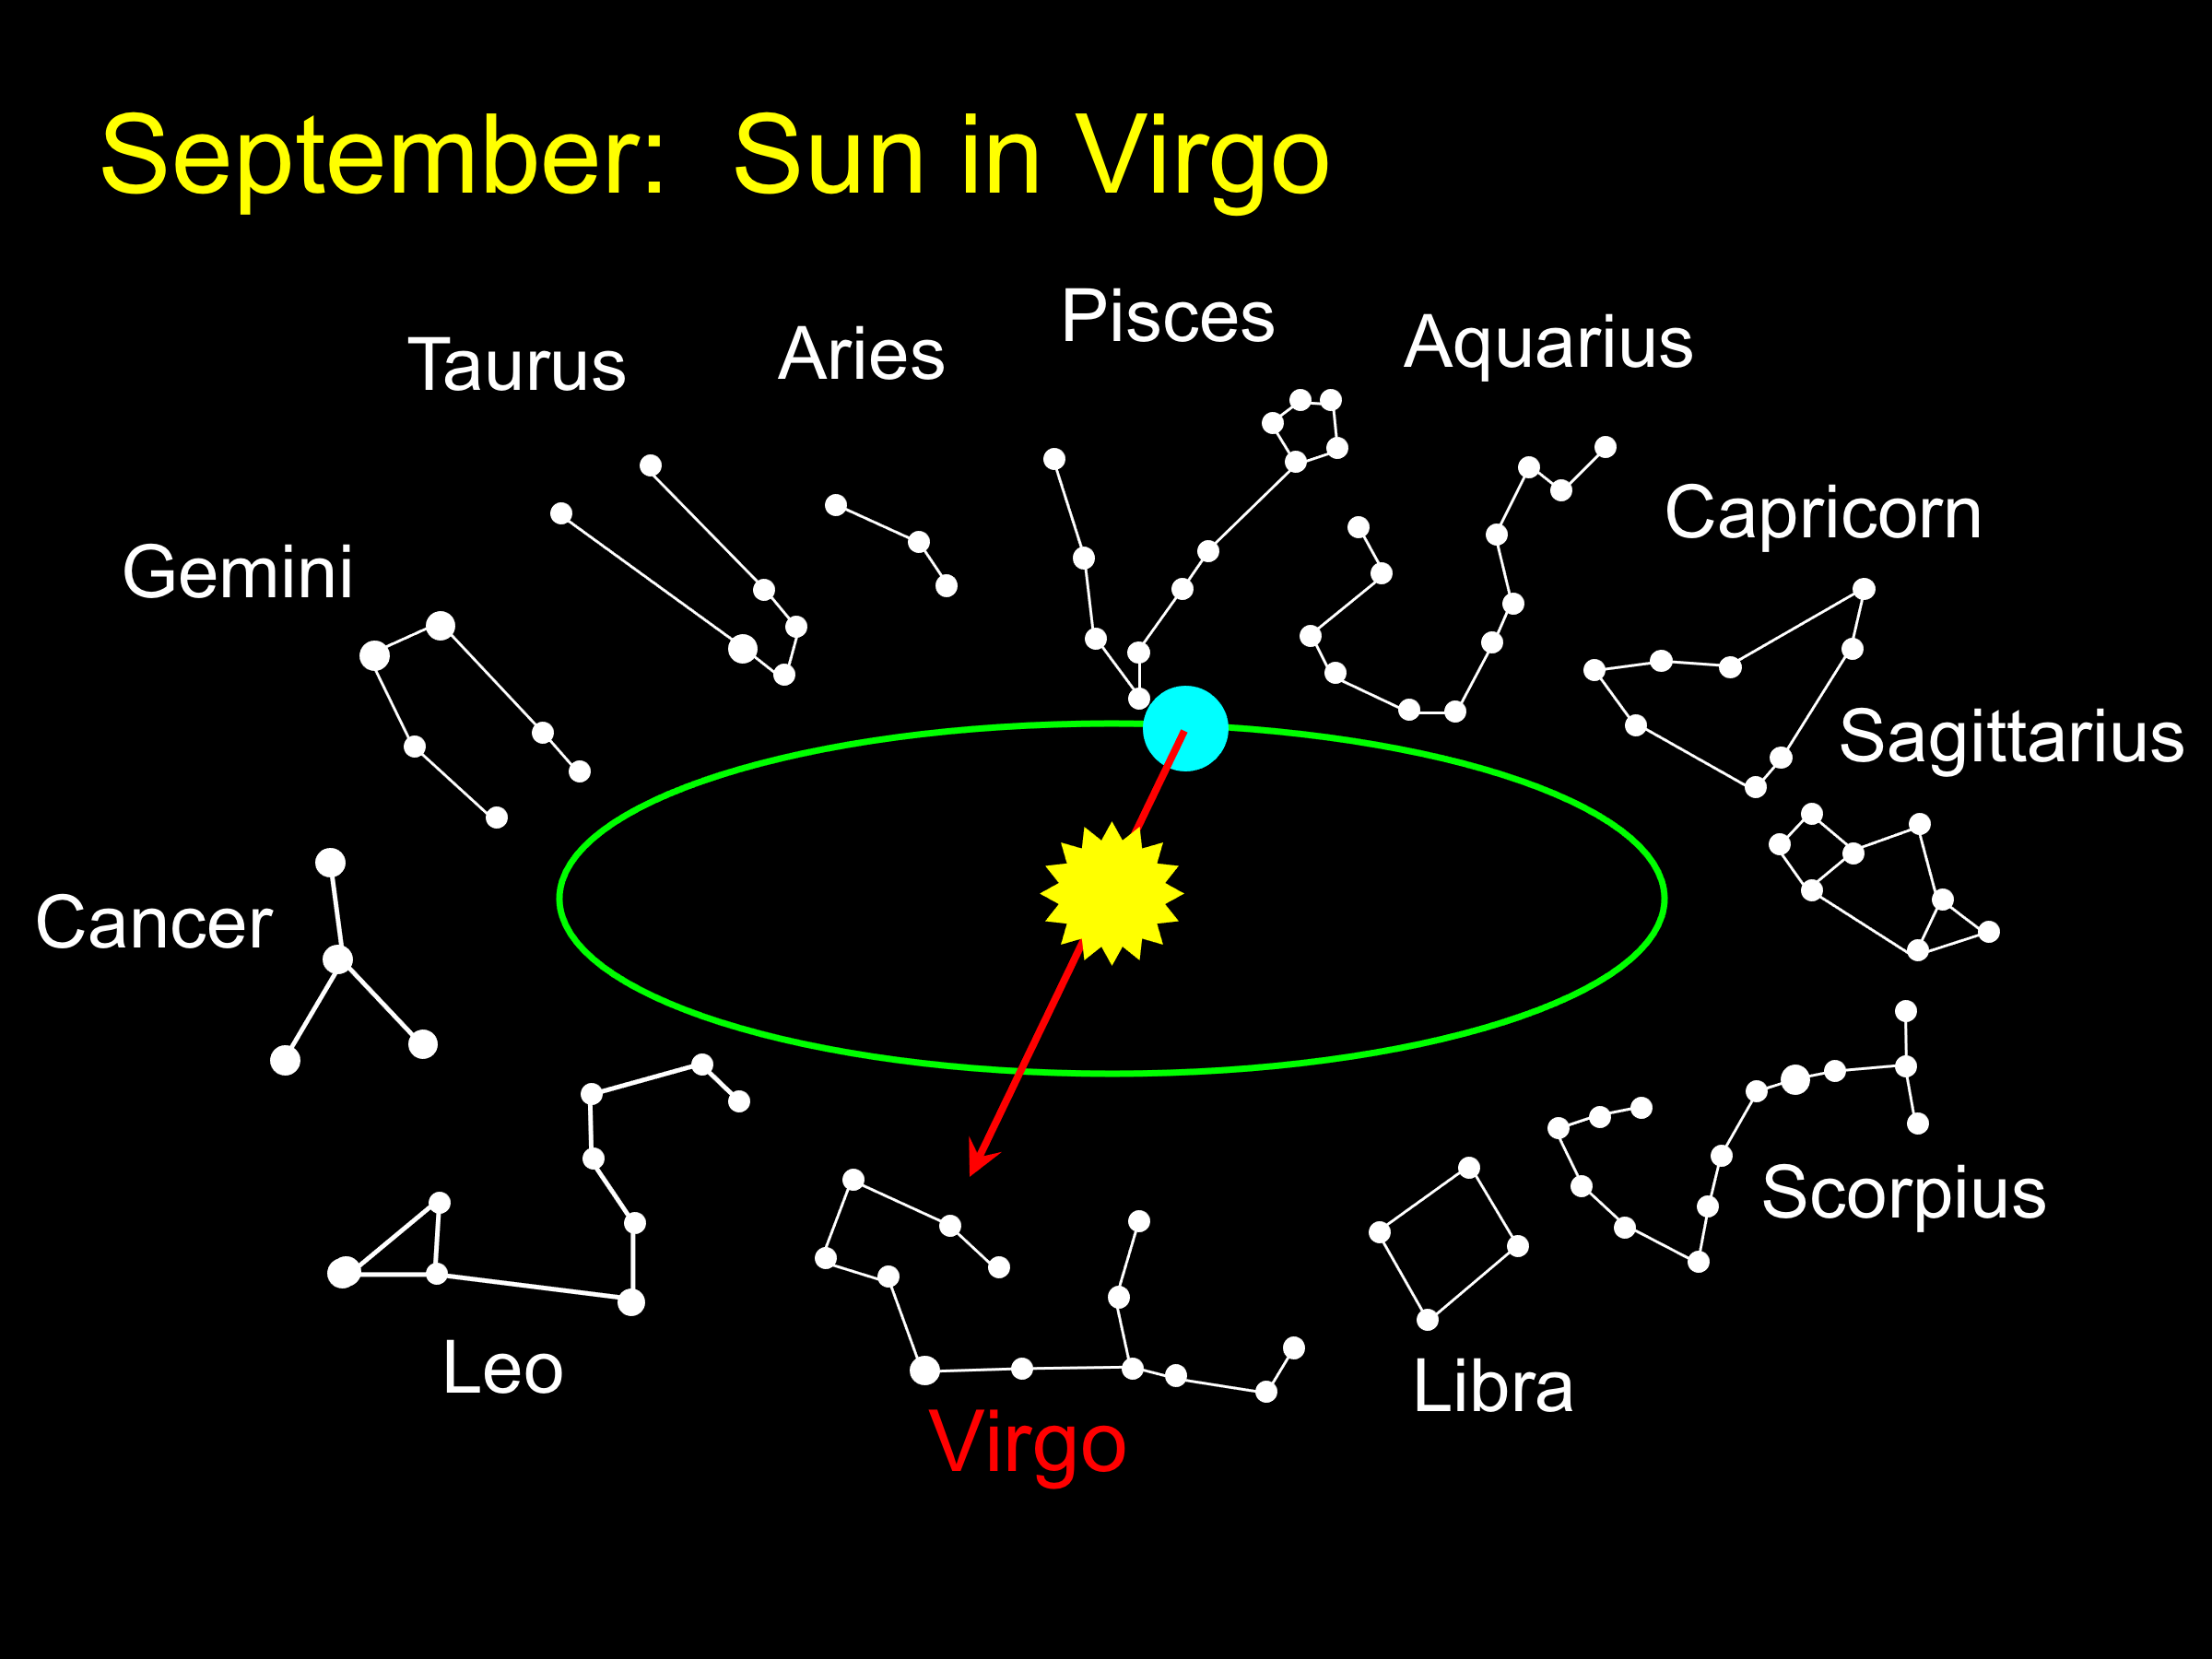 September:  Sun in Virgo
Pisces
Aquarius
Aries
Taurus
Capricorn
Gemini
Sagittarius
Cancer
Scorpius
Leo
Libra
Virgo